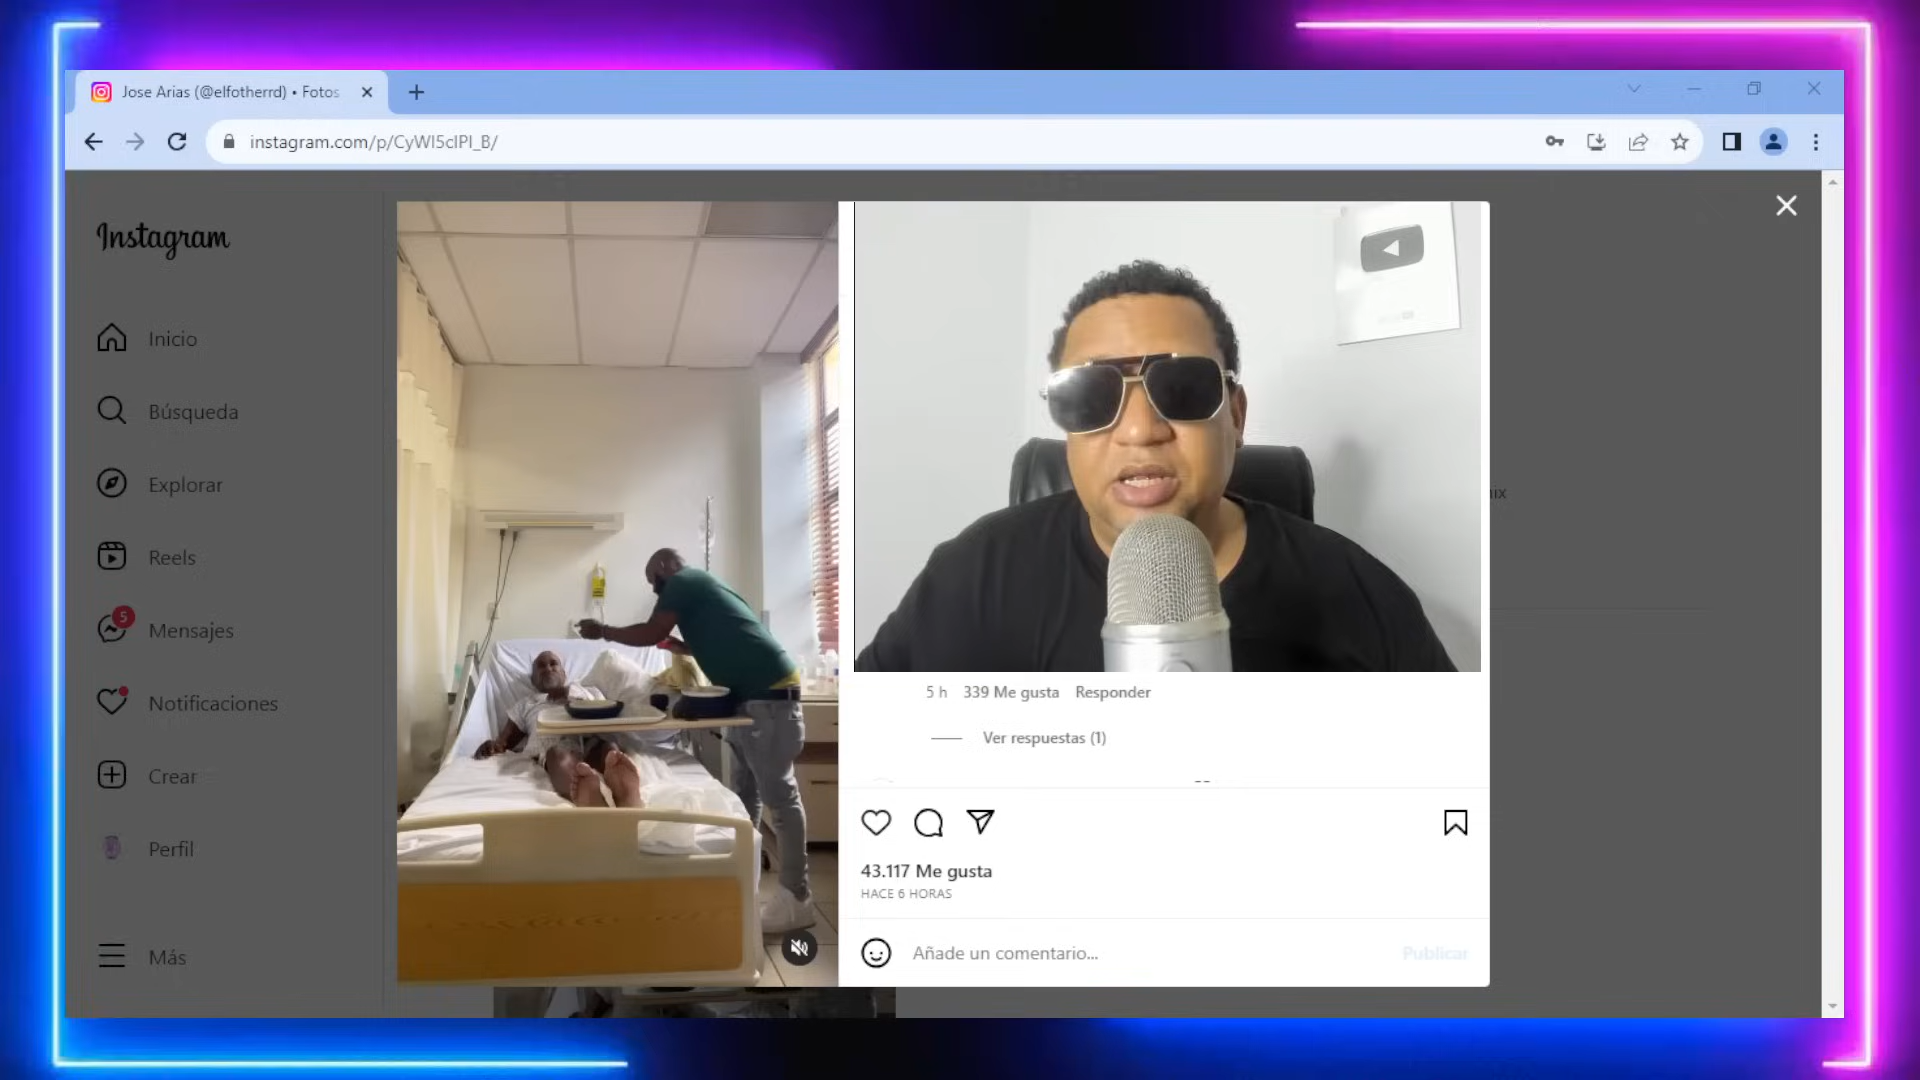 Jose Arias (@elfotherrd) • Fotos
instagram.com/p/CyWI5cIPI_B/
Instagram
Inicio
Búsqueda
Explorar
Reels
5
Mensajes
Notificaciones
Crear
Perfil
Más
5 h 339 Me gusta Responder
Ver respuestas (1)
43.117 Me gusta
HACE 6 HORAS
Añade un comentario...
Publicar